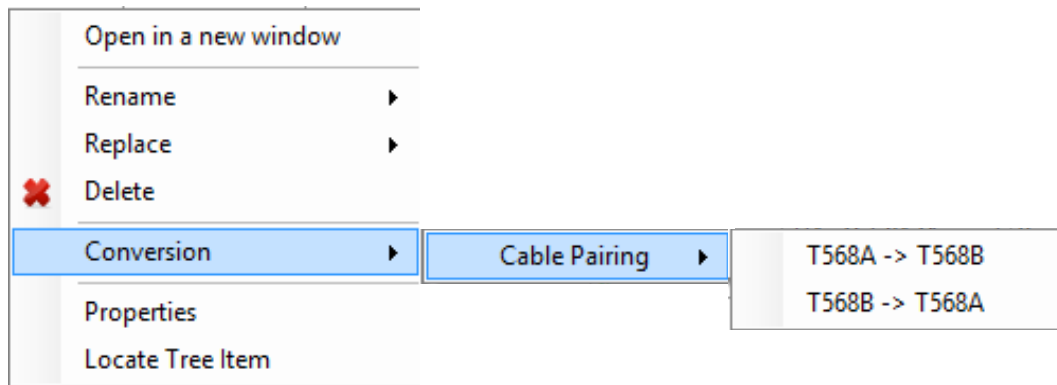 Open in a new window
Rename
Replace
Delete
Conversion
Cable Pairing
T568A -> T568B
T568B -> T568A
Properties
Locate Tree Item